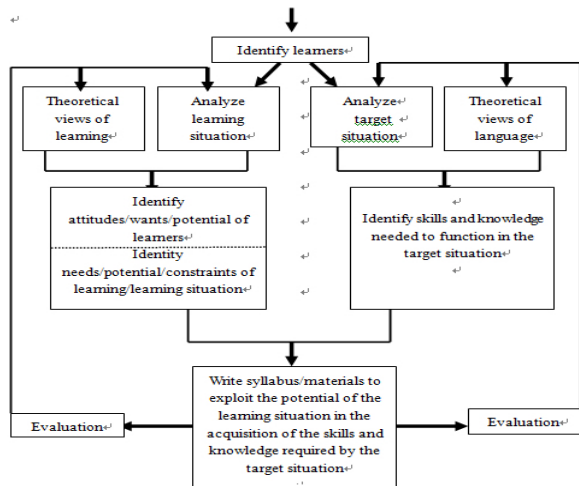 Identify learners
Theoretical
views of
learning
Analyze
learning
situation
Analyze
target
situation
Theoretical
views of
language
Identify
attitudes/wants/potential of
learners
Identity
needs/potential/constraints of
learning/learning situation
Identify skills and knowledge
needed to function in the
target situation
Write syllabus/materials to
exploit the potential of the
learning situation in the
acquisition of the skills and
knowledge required by the
target situation
Evaluation
Evaluation